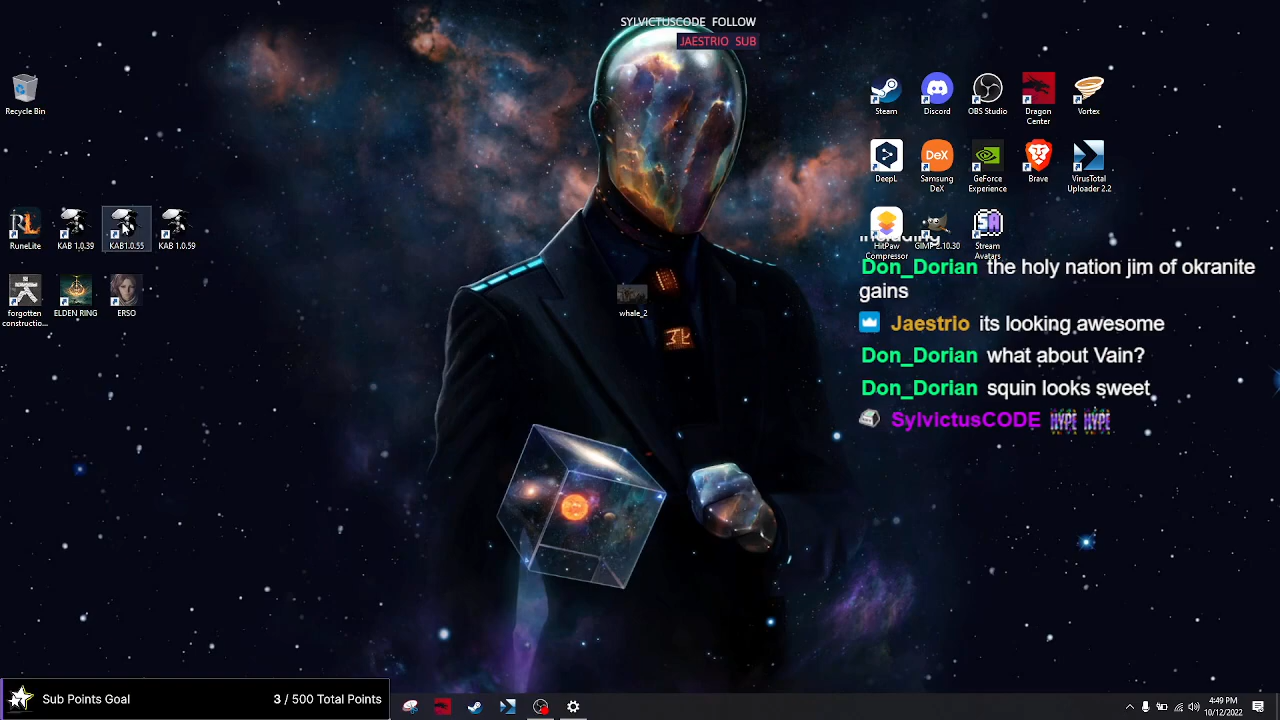 SYLVICTUSCODE FOLLOW
JAESTRIO SUB
Recycle Bin
Steam
Discord
OBS Studio
Dragon
Center
Vortex
DeepL
Samsung
DeX
GeForce
Experience
Brave
VirusTotal
Uploader 2.2
RuneLite
KAB 1,0.39
KAB1.0.55
KAB 1.0.59
HitPaw
Compressor
GIMP 2.10.30
Stream
Avatars
including
Don_Dorian the holy nation jim of okranite
gains
Jaestrio its looking awesome
Don_Dorian what about Vain?
Don_Dorian squin looks sweet
SylvictusCODE HYPE HYPE
forgotten
constructio...
ELDEN RING
ERSO
whale_2
Sub Points Goal
3 / 500 Total Points
4:49 PM
10/12/2022